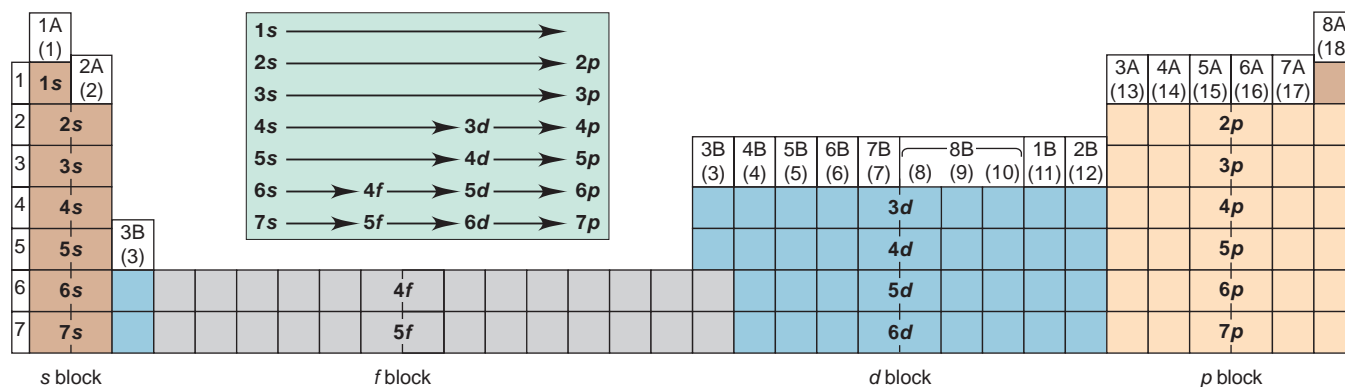 1A
(1)
2A
(2)
1s → →
1s
2s 2p
3s 3p
4s 3d 4p
5s 4d 5p
6s 4f 5d 6p
7s 5f 6d 7p
8A
(18
3A 4A 5A 6A 7A
(13) (14) (15) (16) (17)
3B 4B 5B 6B 7B 8B 1B 2B
(3) (4) (5) (6) (7) (8) (9) (10) (11) (12)
3B
(3)
1 1s
2 2s 2p
3 3s 3p
4 4s 3d 4p
5 5s 4d 5p
6 6s 4f 5d 6p
7 7s 5f 6d 7p
s block f block d block p block